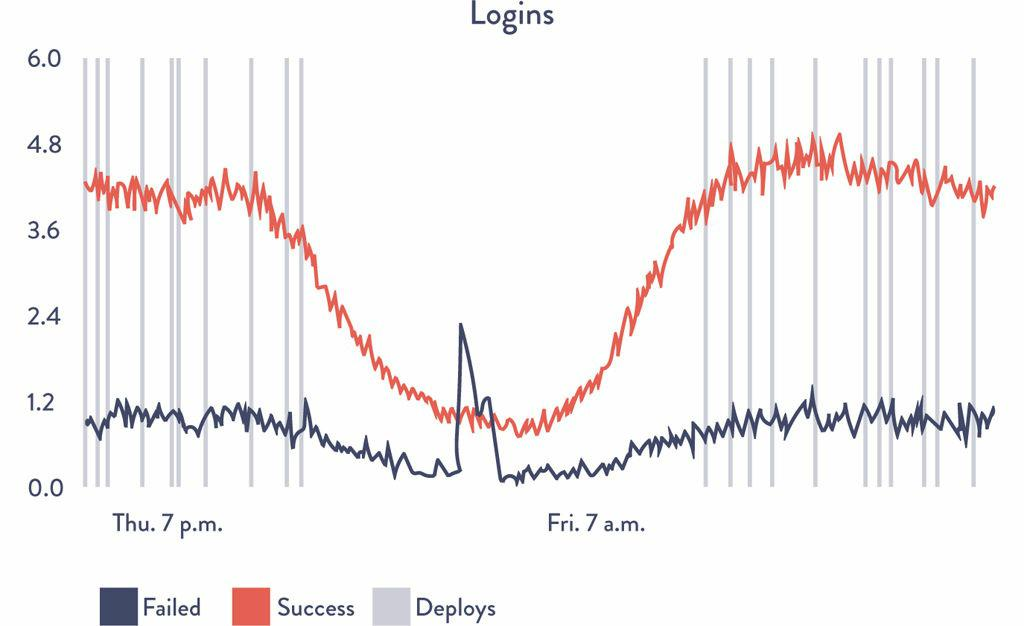 Logins
6.0
4.8
3.6
2.4
1.2
0.0
Thu. 7 p.m.
Fri. 7 a.m.
Failed
Success
Deploys